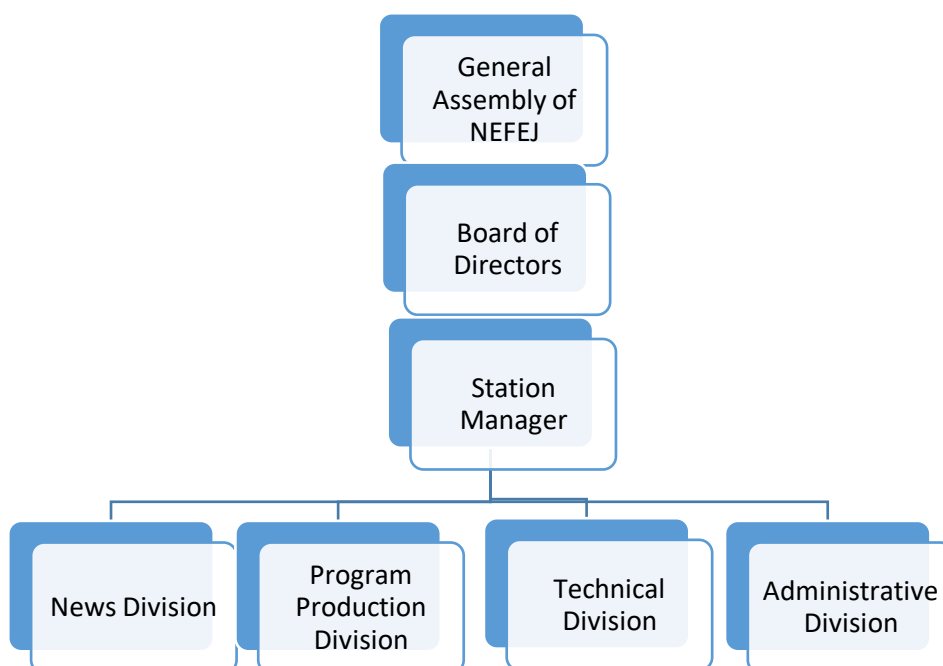 General
Assembly of
NEFEJ
Board of
Directors
Station
Manager
News Division
Program
Production
Division
Technical
Division
Administrative
Division